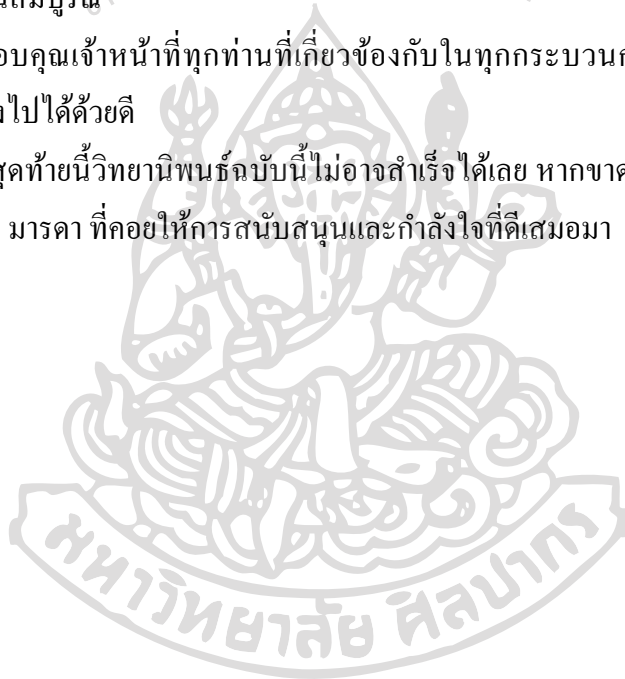 อบคุณเจ้าหน้าที่ทุกท่านที่เกี่ยวข้องกับในทุกกระบวน
ไปได้ด้วยดี
สุดท้ายนี้วิทยานิพนธ์ฉบับนี้ไม่อาจสำเร็จได้เลย หากขาด
มารดา ที่คอยให้การสนับสนุนและกำลังใจที่ดีเสมอมา
มหาวิทยาลัย ศิลปากร